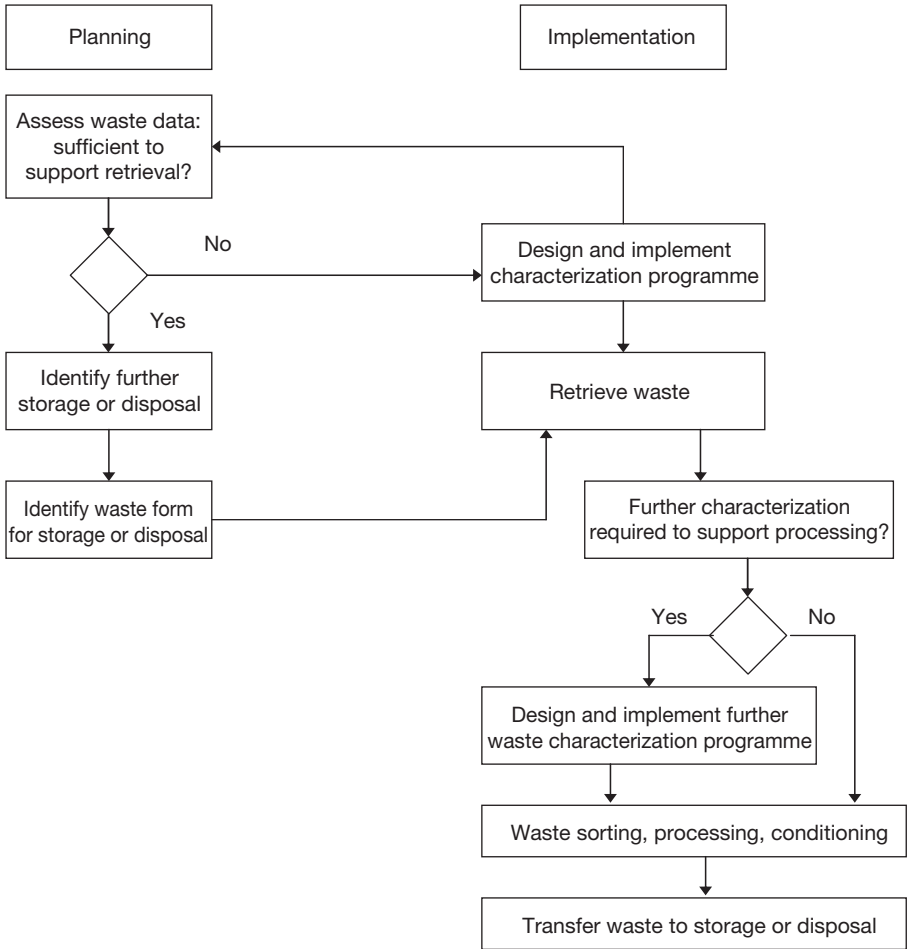 Planning
Implementation
Assess waste data:
sufficient to
support retrieval?
No
Design and implement
characterization programme
Yes
Identify further
storage or disposal
Retrieve waste
Identify waste form
for storage or disposal
Further characterization
required to support processing?
Yes
No
Design and implement further
waste characterization programme
Waste sorting, processing, conditioning
Transfer waste to storage or disposal